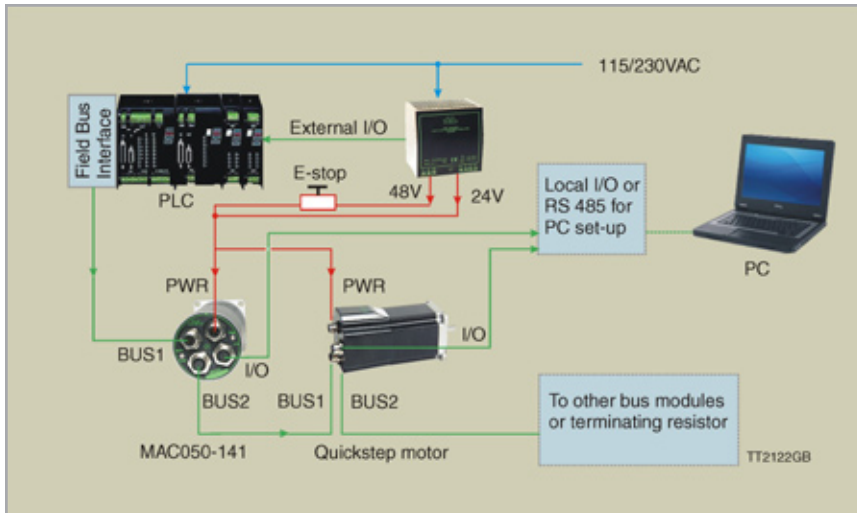 115/230VAC
Field Bus
Interface
External I/O
PLC
E-stop
48V
24V
Local I/O or
RS 485 for
PC set-up
PC
PWR
PWR
BUS1
I/O
I/O
BUS2
BUS1
BUS2
MAC050-141
Quickstep motor
To other bus modules
or terminating resistor
TT2122GB